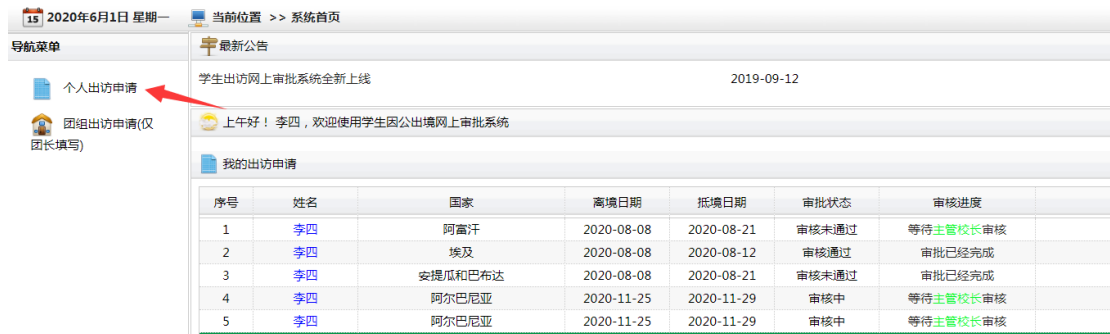 15 2020年6月1日 星期一 当前位置 >> 系统首页
导航菜单
个人出访申请
团组出访申请(仅
团长填写)
最新公告
学生出访网上审批系统全新上线 2019-09-12
上午好！ 李四，欢迎使用学生因公出境网上审批系统
我的出访申请
序号 姓名 国家 离境日期 抵境日期 审批状态 审核进度
1 李四 阿富汗 2020-08-08 2020-08-21 审核未通过 等待主管校长审核
2 李四 埃及 2020-08-08 2020-08-12 审核通过 审批已经完成
3 李四 安提瓜和巴布达 2020-08-08 2020-08-21 审核未通过 审批已经完成
4 李四 阿尔巴尼亚 2020-11-25 2020-11-29 审核中 等待主管校长审核
5 李四 阿尔巴尼亚 2020-11-25 2020-11-29 审核中 等待主管校长审核